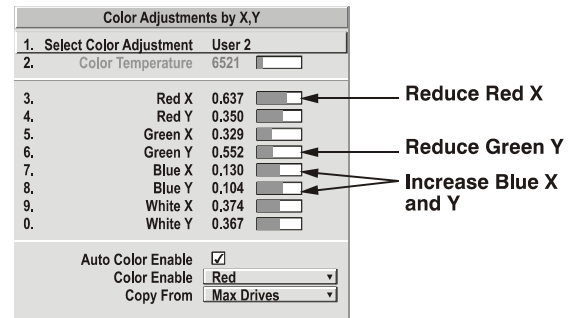 Color Adjustments by X,Y
1. Select Color Adjustment User 2
2. Color Temperature 6521
3. Red X 0.637 Reduce Red X
4. Red Y 0.350
5. Green X 0.329
6. Green Y 0.552 Reduce Green Y
7. Blue X 0.130 Increase Blue X
8. Blue Y 0.104 and Y
9. White X 0.374
0. White Y 0.367
Auto Color Enable
Color Enable Red
Copy From Max Drives